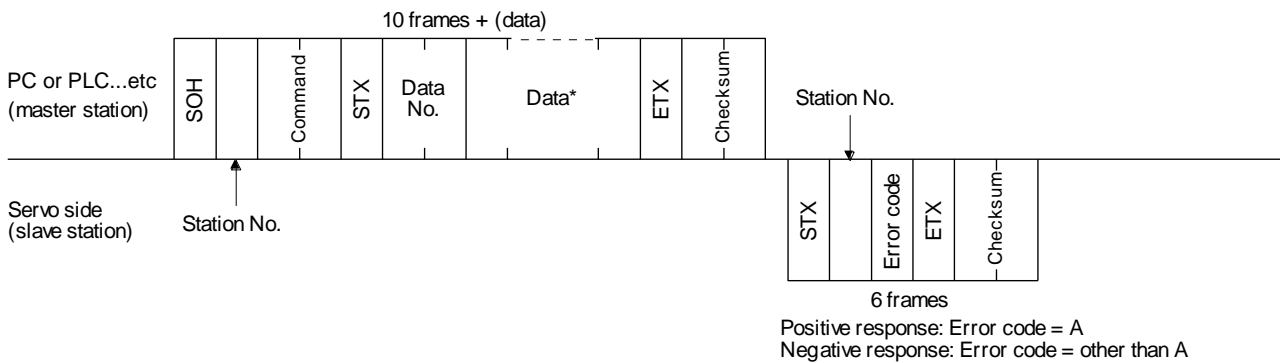 10 frames + (data)
PC or PLC...etc
(master station)
SOH
Command
STX
Data
No.
Data*
ETX
Checksum
Station No.
Servo side
(slave station)
Station No.
STX
Error code
ETX
Checksum
6 frames
Positive response: Error code = A
Negative response: Error code = other than A